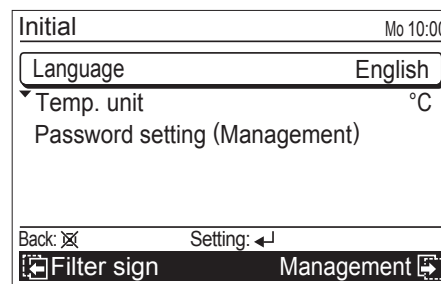 Initial Mo 10:00
Language English
Temp. unit °C
Password setting (Management)
Back: Setting:
Filter sign Management